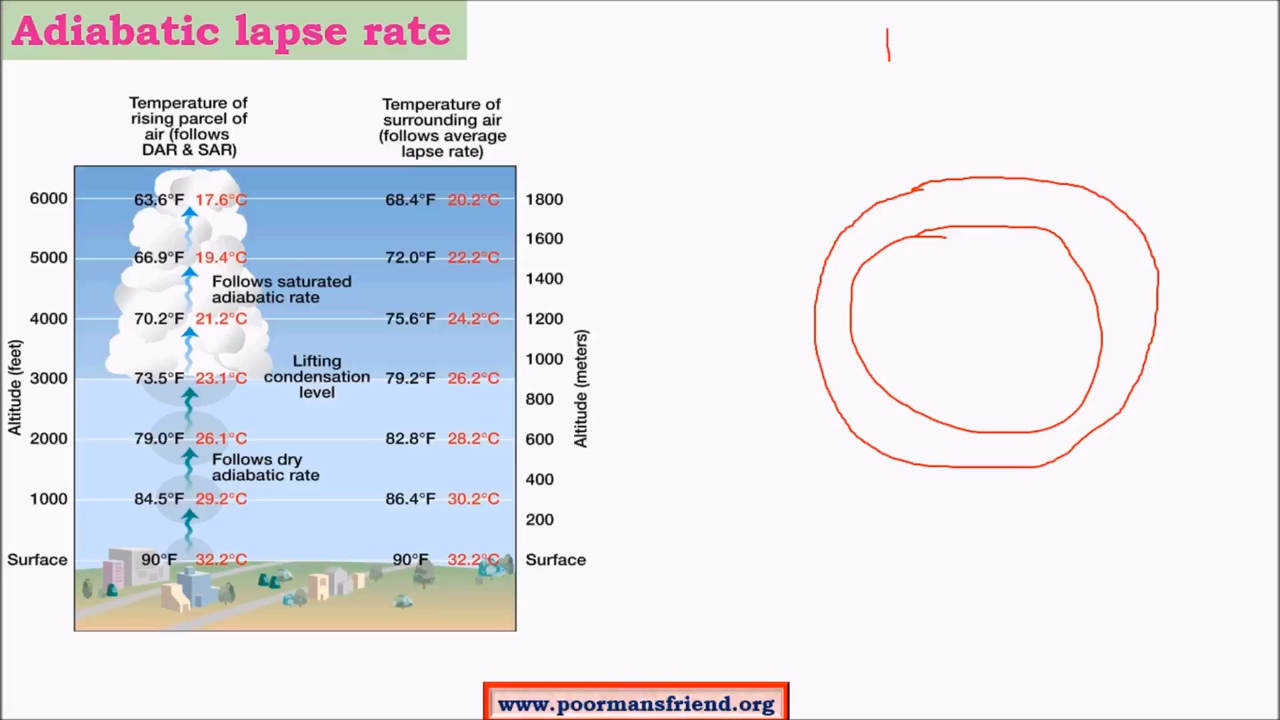 Adiabatic lapse rate
Temperature of
rising parcel of
air (follows
DAR & SAR)
Temperature of
surrounding air
(follows average
lapse rate)
6000 63.6°F 17.6°C 68.4°F 20.2°C 1800
1600
5000 66.9°F 19.4°C 72.0°F 22.2°C
Follows saturated
adiabatic rate
1400
4000 70.2°F 21.2°C 75.6°F 24.2°C 1200
Lifting
condensation
level
1000
3000 73.5°F 23.1°C 79.2°F 26.2°C
800
2000 79.0°F 26.1°C 82.8°F 28.2°C 600
Follows dry
adiabatic rate
400
1000 84.5°F 29.2°C 86.4°F 30.2°C
200
Surface 90°F 32.2°C 90°F 32.2°C Surface
Altitude (feet)
Altitude (meters)
www.poormansfriend.org